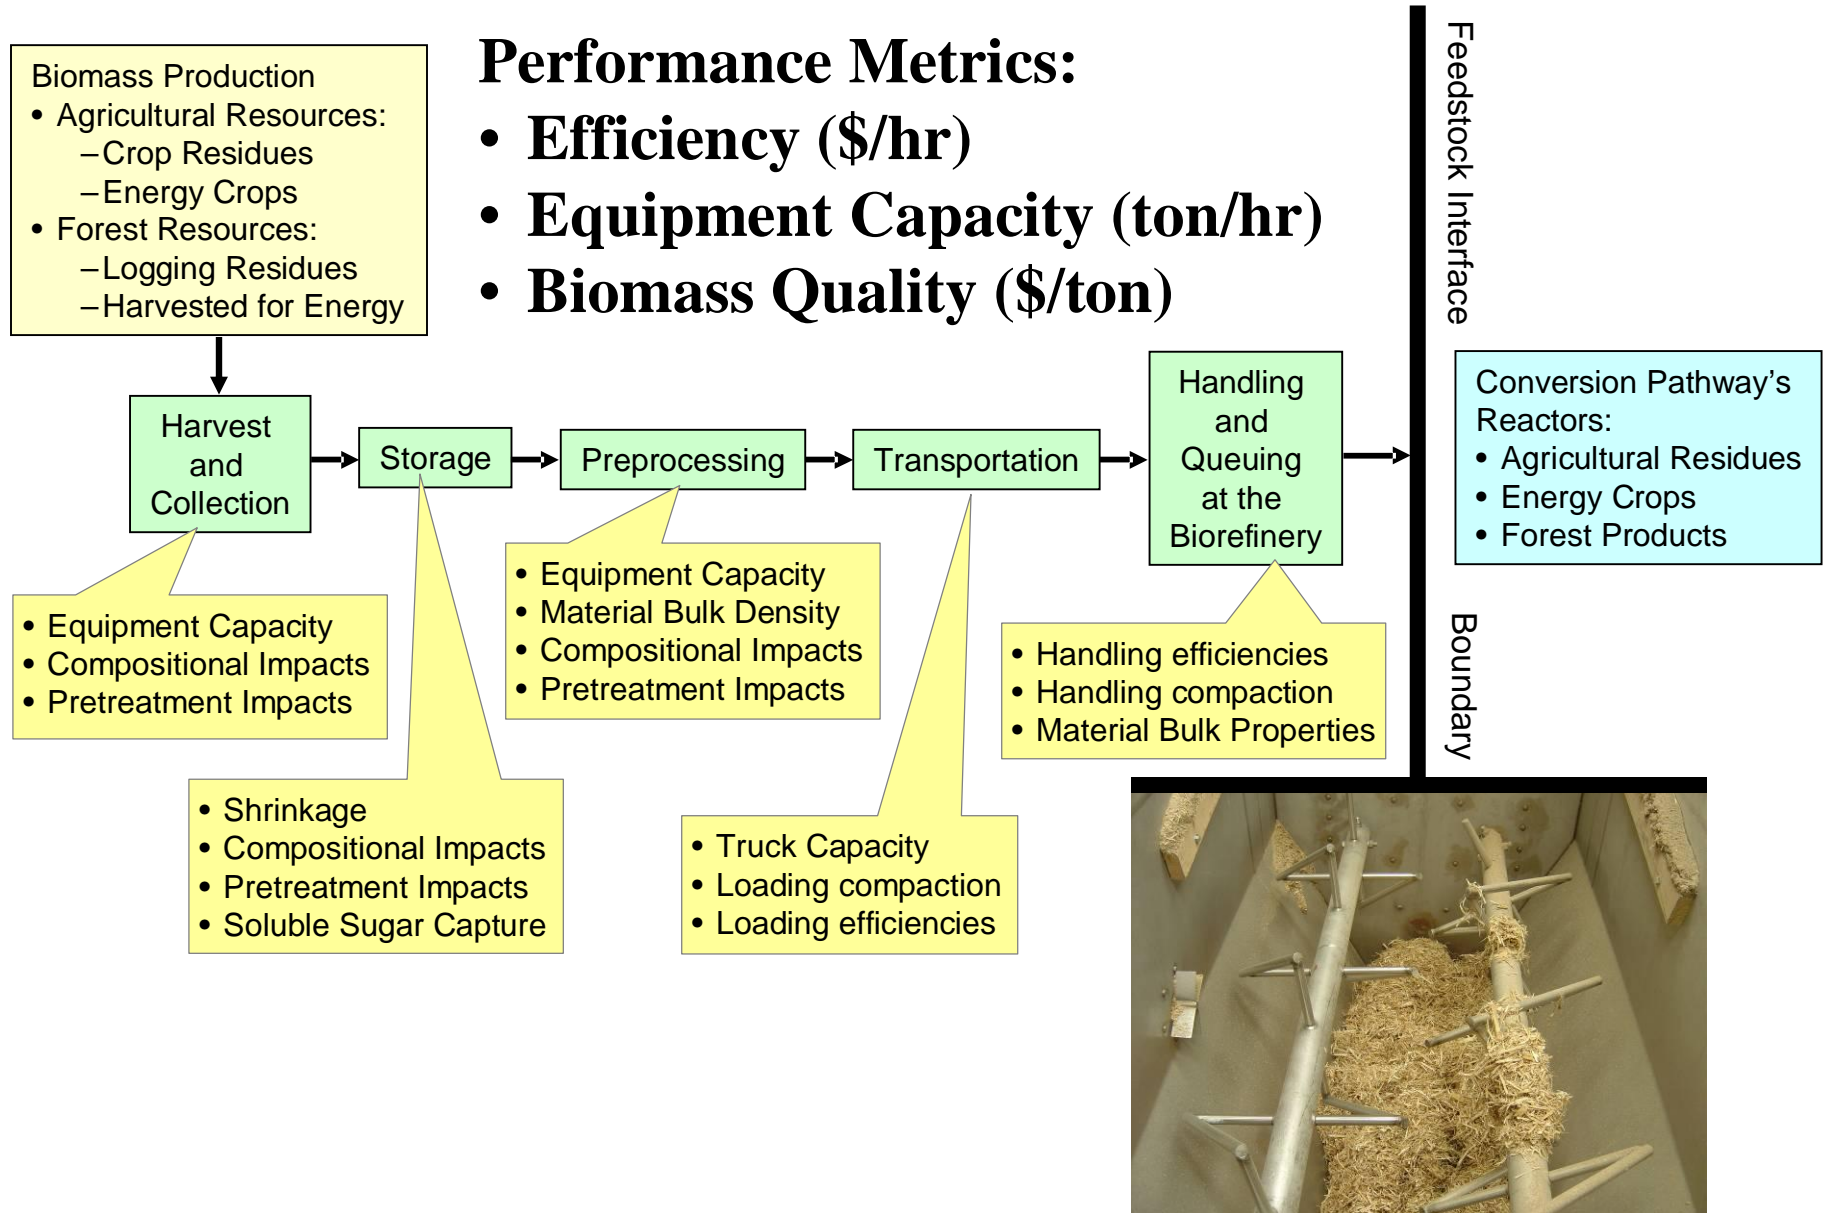 Biomass Production
• Agricultural Resources:
–Crop Residues
–Energy Crops
• Forest Resources:
–Logging Residues
–Harvested for Energy
Performance Metrics:
• Efficiency ($/hr)
• Equipment Capacity (ton/hr)
• Biomass Quality ($/ton)
Feedstock Interface
Boundary
Harvest
and
Collection
Storage
Preprocessing
Transportation
Handling
and
Queuing
at the
Biorefinery
Conversion Pathway’s
Reactors:
• Agricultural Residues
• Energy Crops
• Forest Products
• Equipment Capacity
• Compositional Impacts
• Pretreatment Impacts
• Shrinkage
• Compositional Impacts
• Pretreatment Impacts
• Soluble Sugar Capture
• Equipment Capacity
• Material Bulk Density
• Compositional Impacts
• Pretreatment Impacts
• Truck Capacity
• Loading compaction
• Loading efficiencies
• Handling efficiencies
• Handling compaction
• Material Bulk Properties